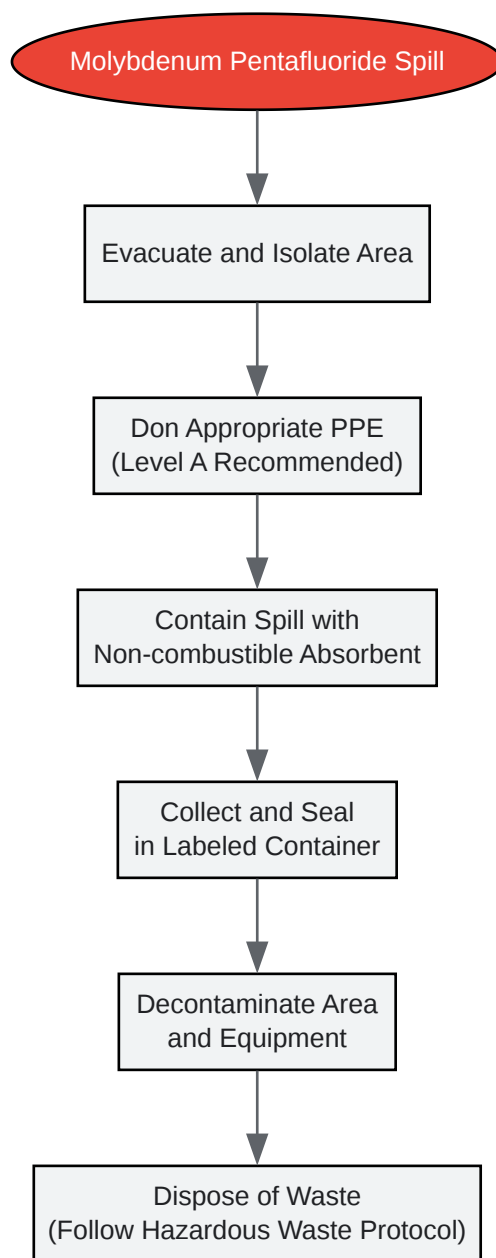 Molybdenum Pentafluoride Spill
Evacuate and Isolate Area
Don Appropriate PPE
(Level A Recommended)
Contain Spill with
Non-combustible Absorbent
Collect and Seal
in Labeled Container
Decontaminate Area
and Equipment
Dispose of Waste
(Follow Hazardous Waste Protocol)